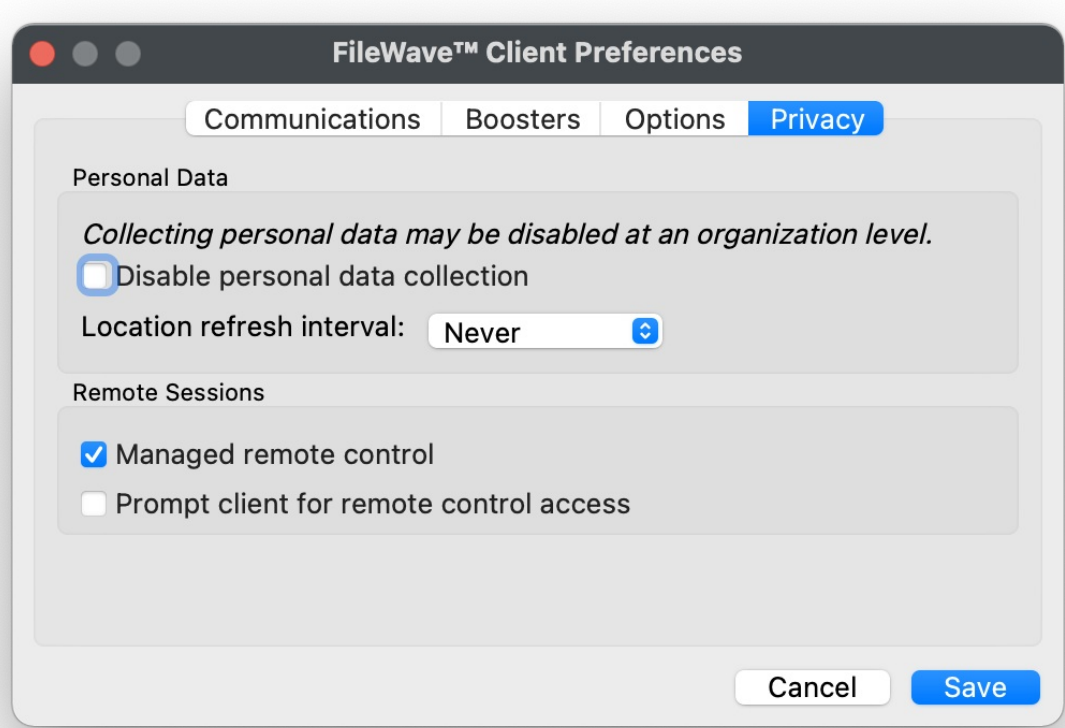 FileWave™ Client Preferences
Communications Boosters Options Privacy
Personal Data
Collecting personal data may be disabled at an organization level.
Disable personal data collection
Location refresh interval: Never
Remote Sessions
Managed remote control
Prompt client for remote control access
Cancel Save